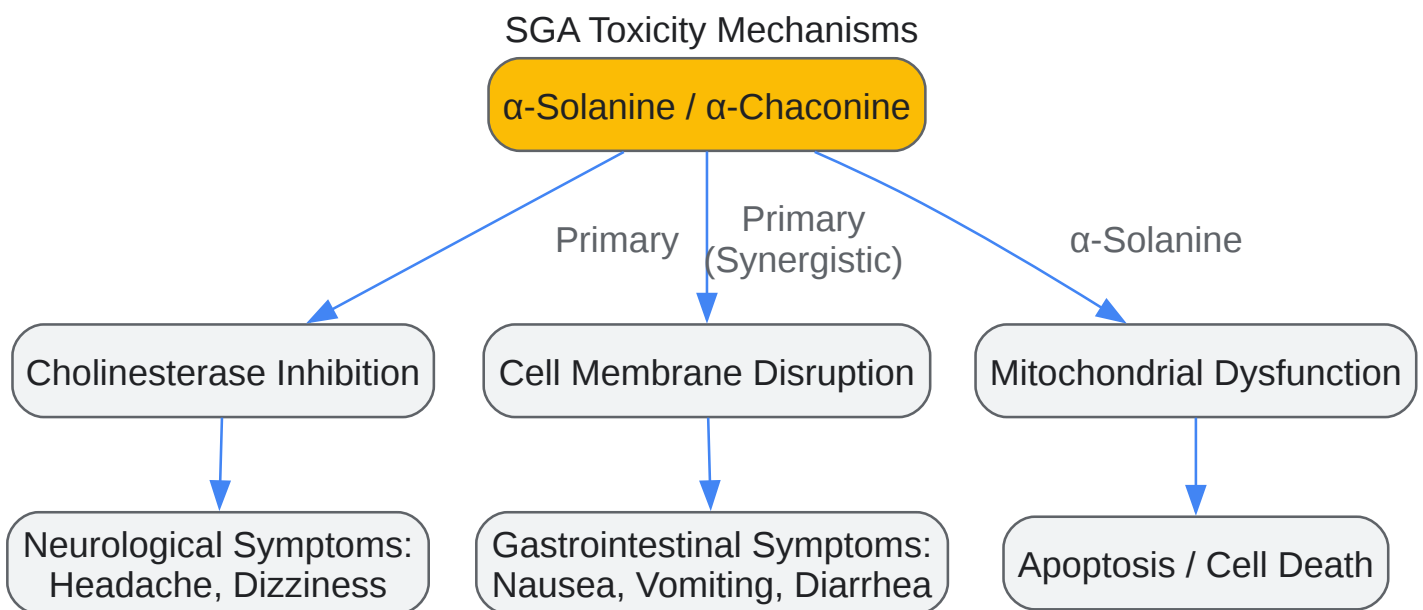 SGA Toxicity Mechanisms
α-Solanine / α-Chaconine
Primary
Primary
(Synergistic)
α-Solanine
Cholinesterase Inhibition
Cell Membrane Disruption
Mitochondrial Dysfunction
Neurological Symptoms:
Headache, Dizziness
Gastrointestinal Symptoms:
Nausea, Vomiting, Diarrhea
Apoptosis / Cell Death